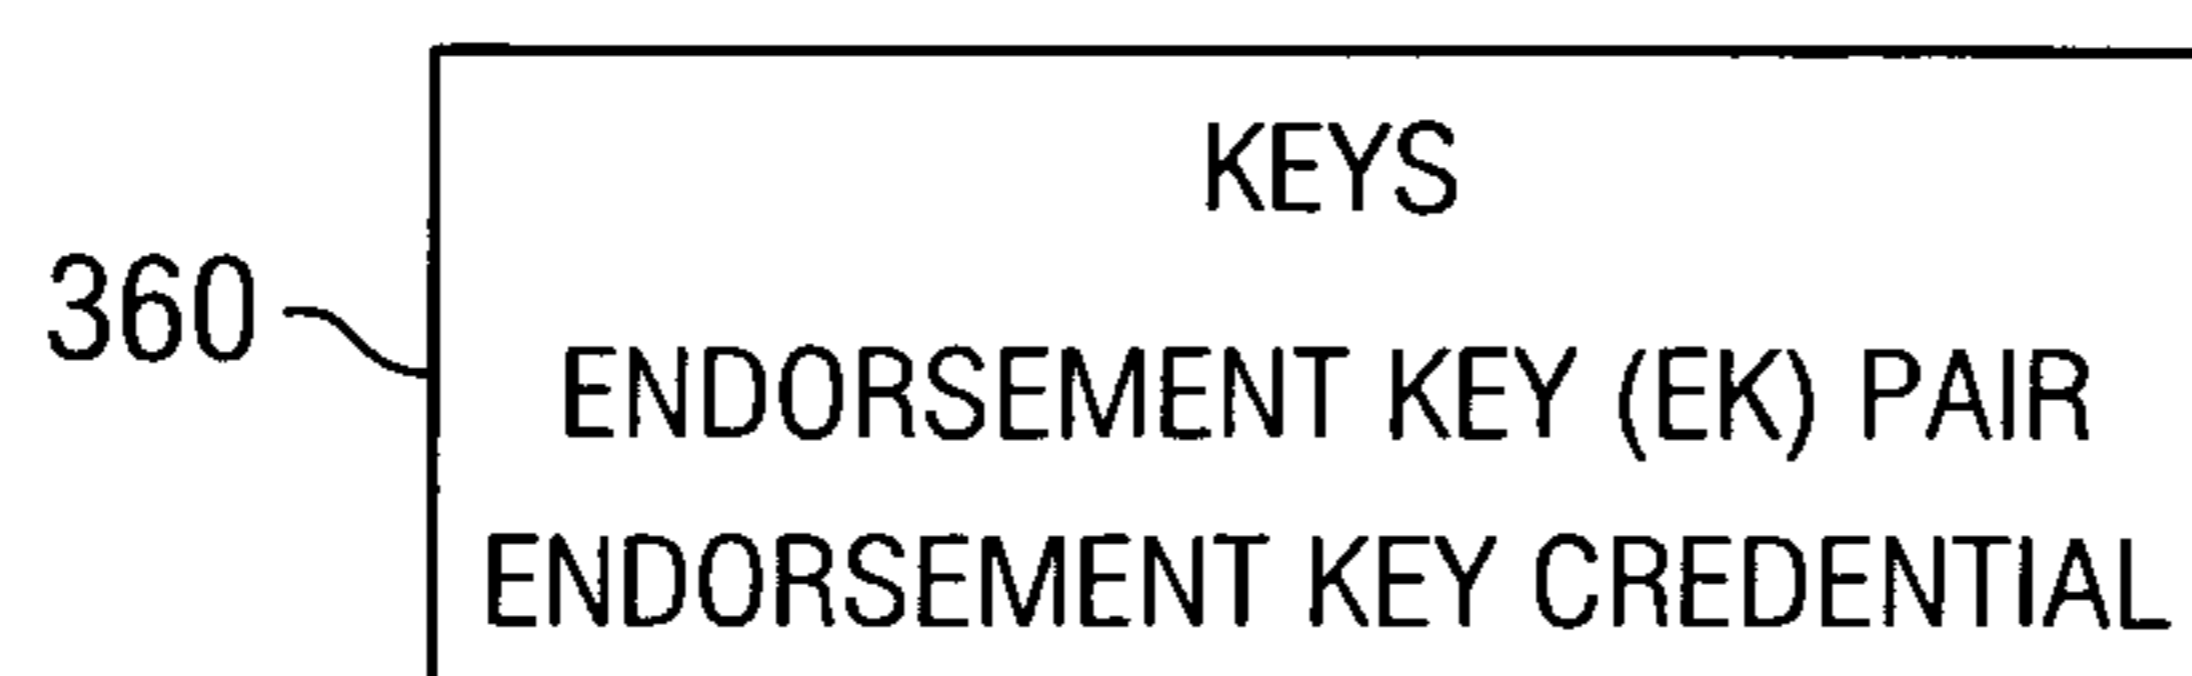 KEYS
360
ENDORSEMENT KEY (EK) PAIR
ENDORSEMENT KEY CREDENTIAL